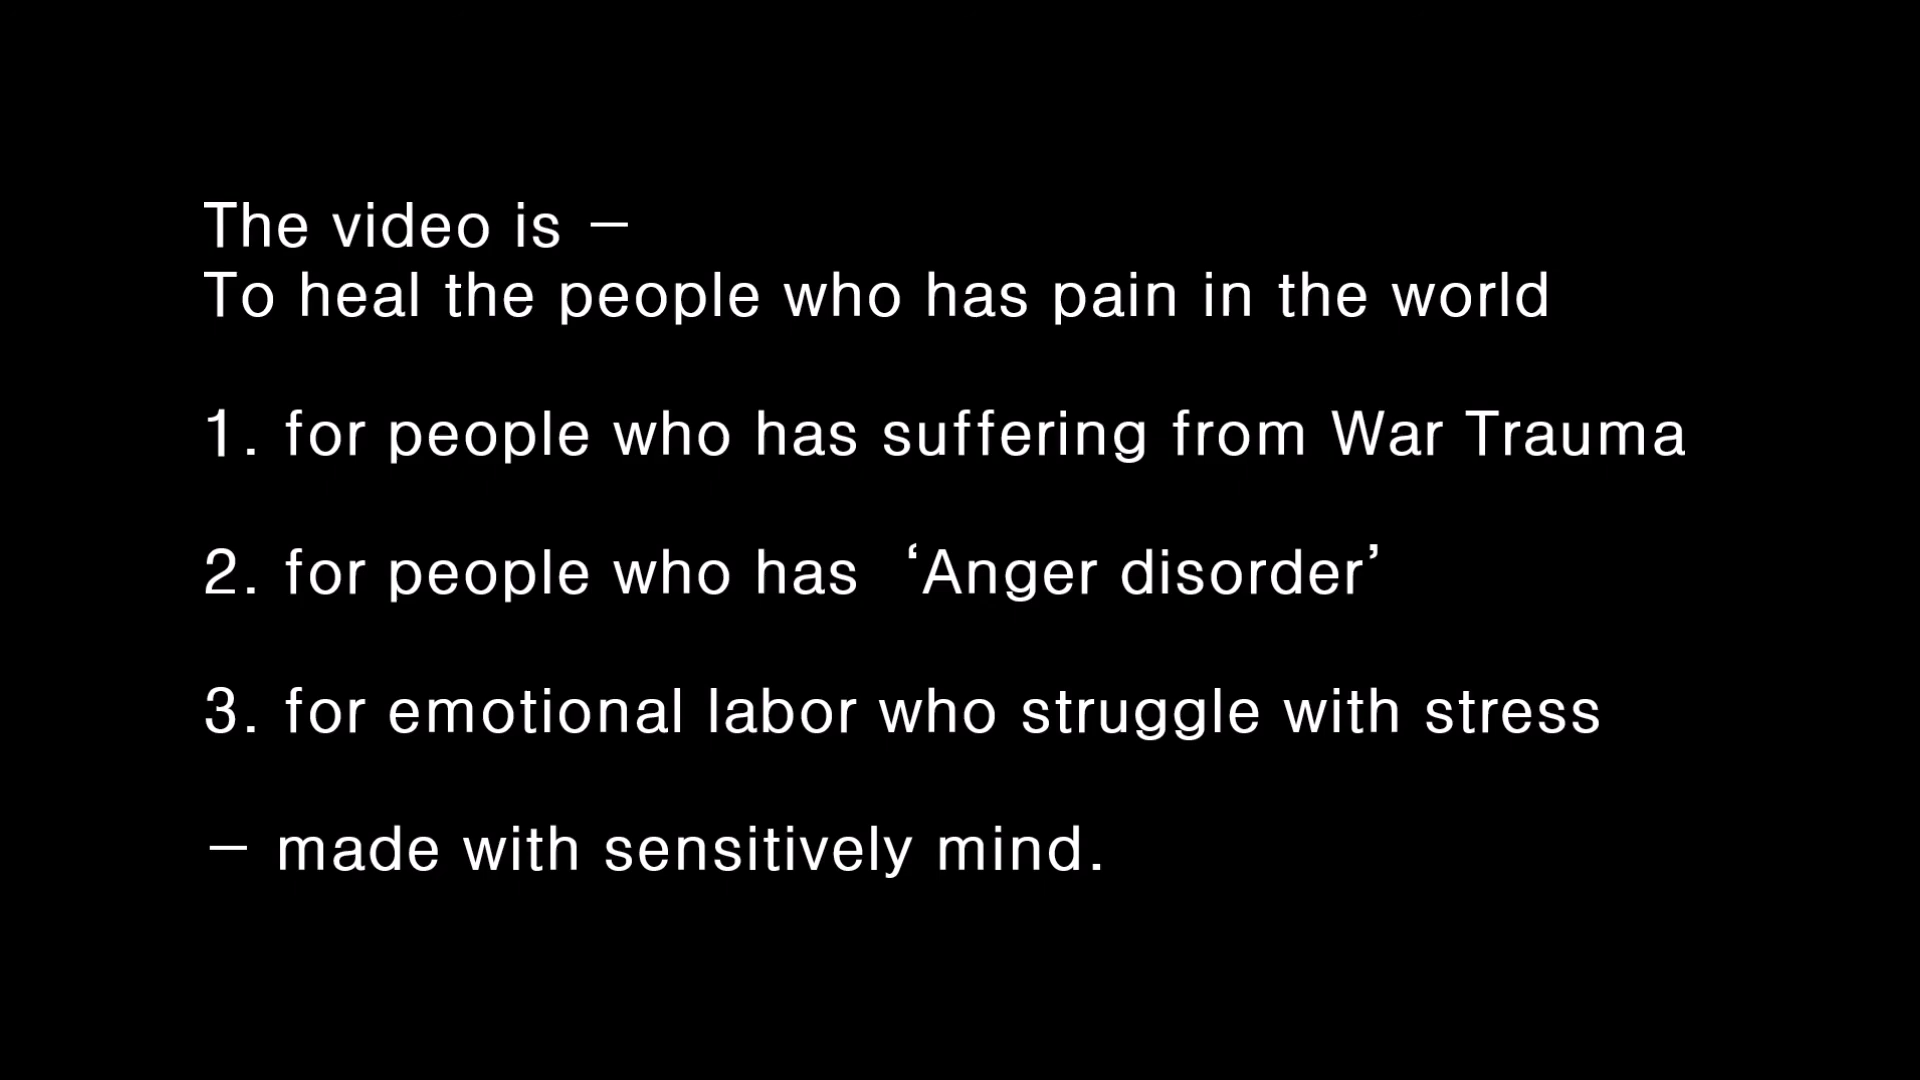 The video is –
To heal the people who has pain in the world
1. for people who has suffering from War Trauma
2. for people who has ‘Anger disorder’
3. for emotional labor who struggle with stress
– made with sensitively mind.